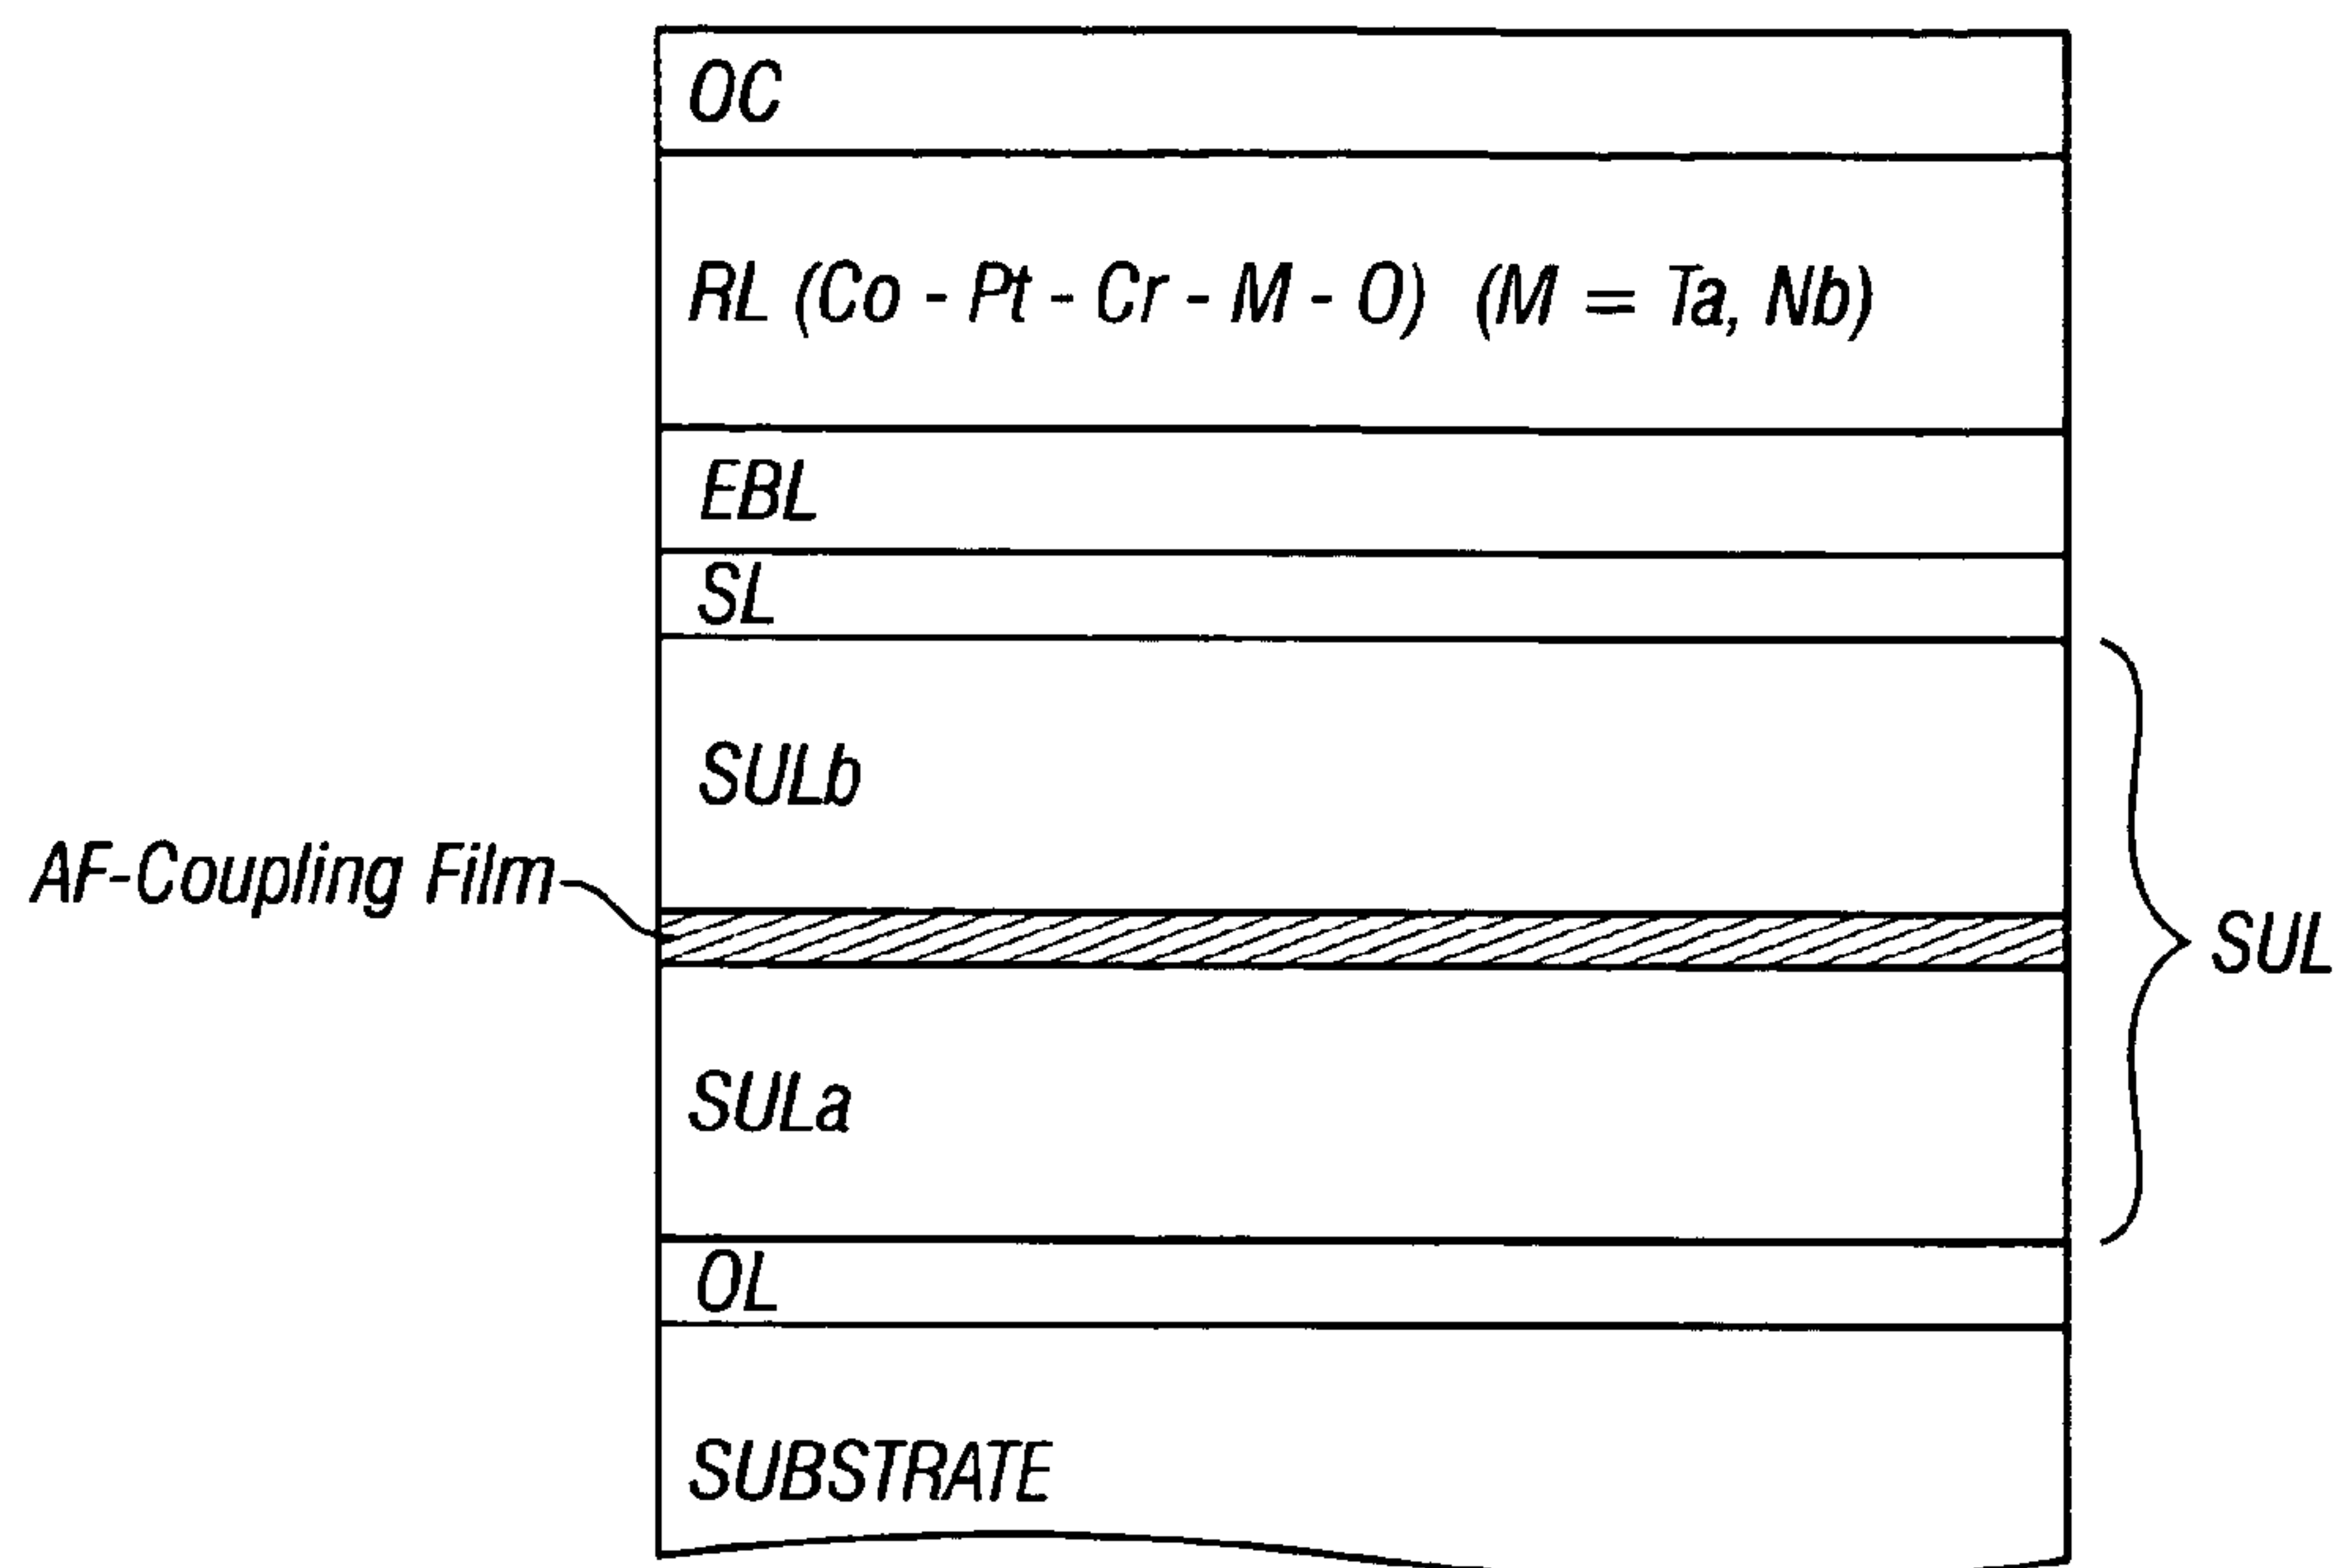 OC
RL (Co - Pt - Cr - M - O) (M = Ta, Nb)
EBL
SL
SULb
AF-Coupling Film
SUL
SULa
OL
SUBSTRATE